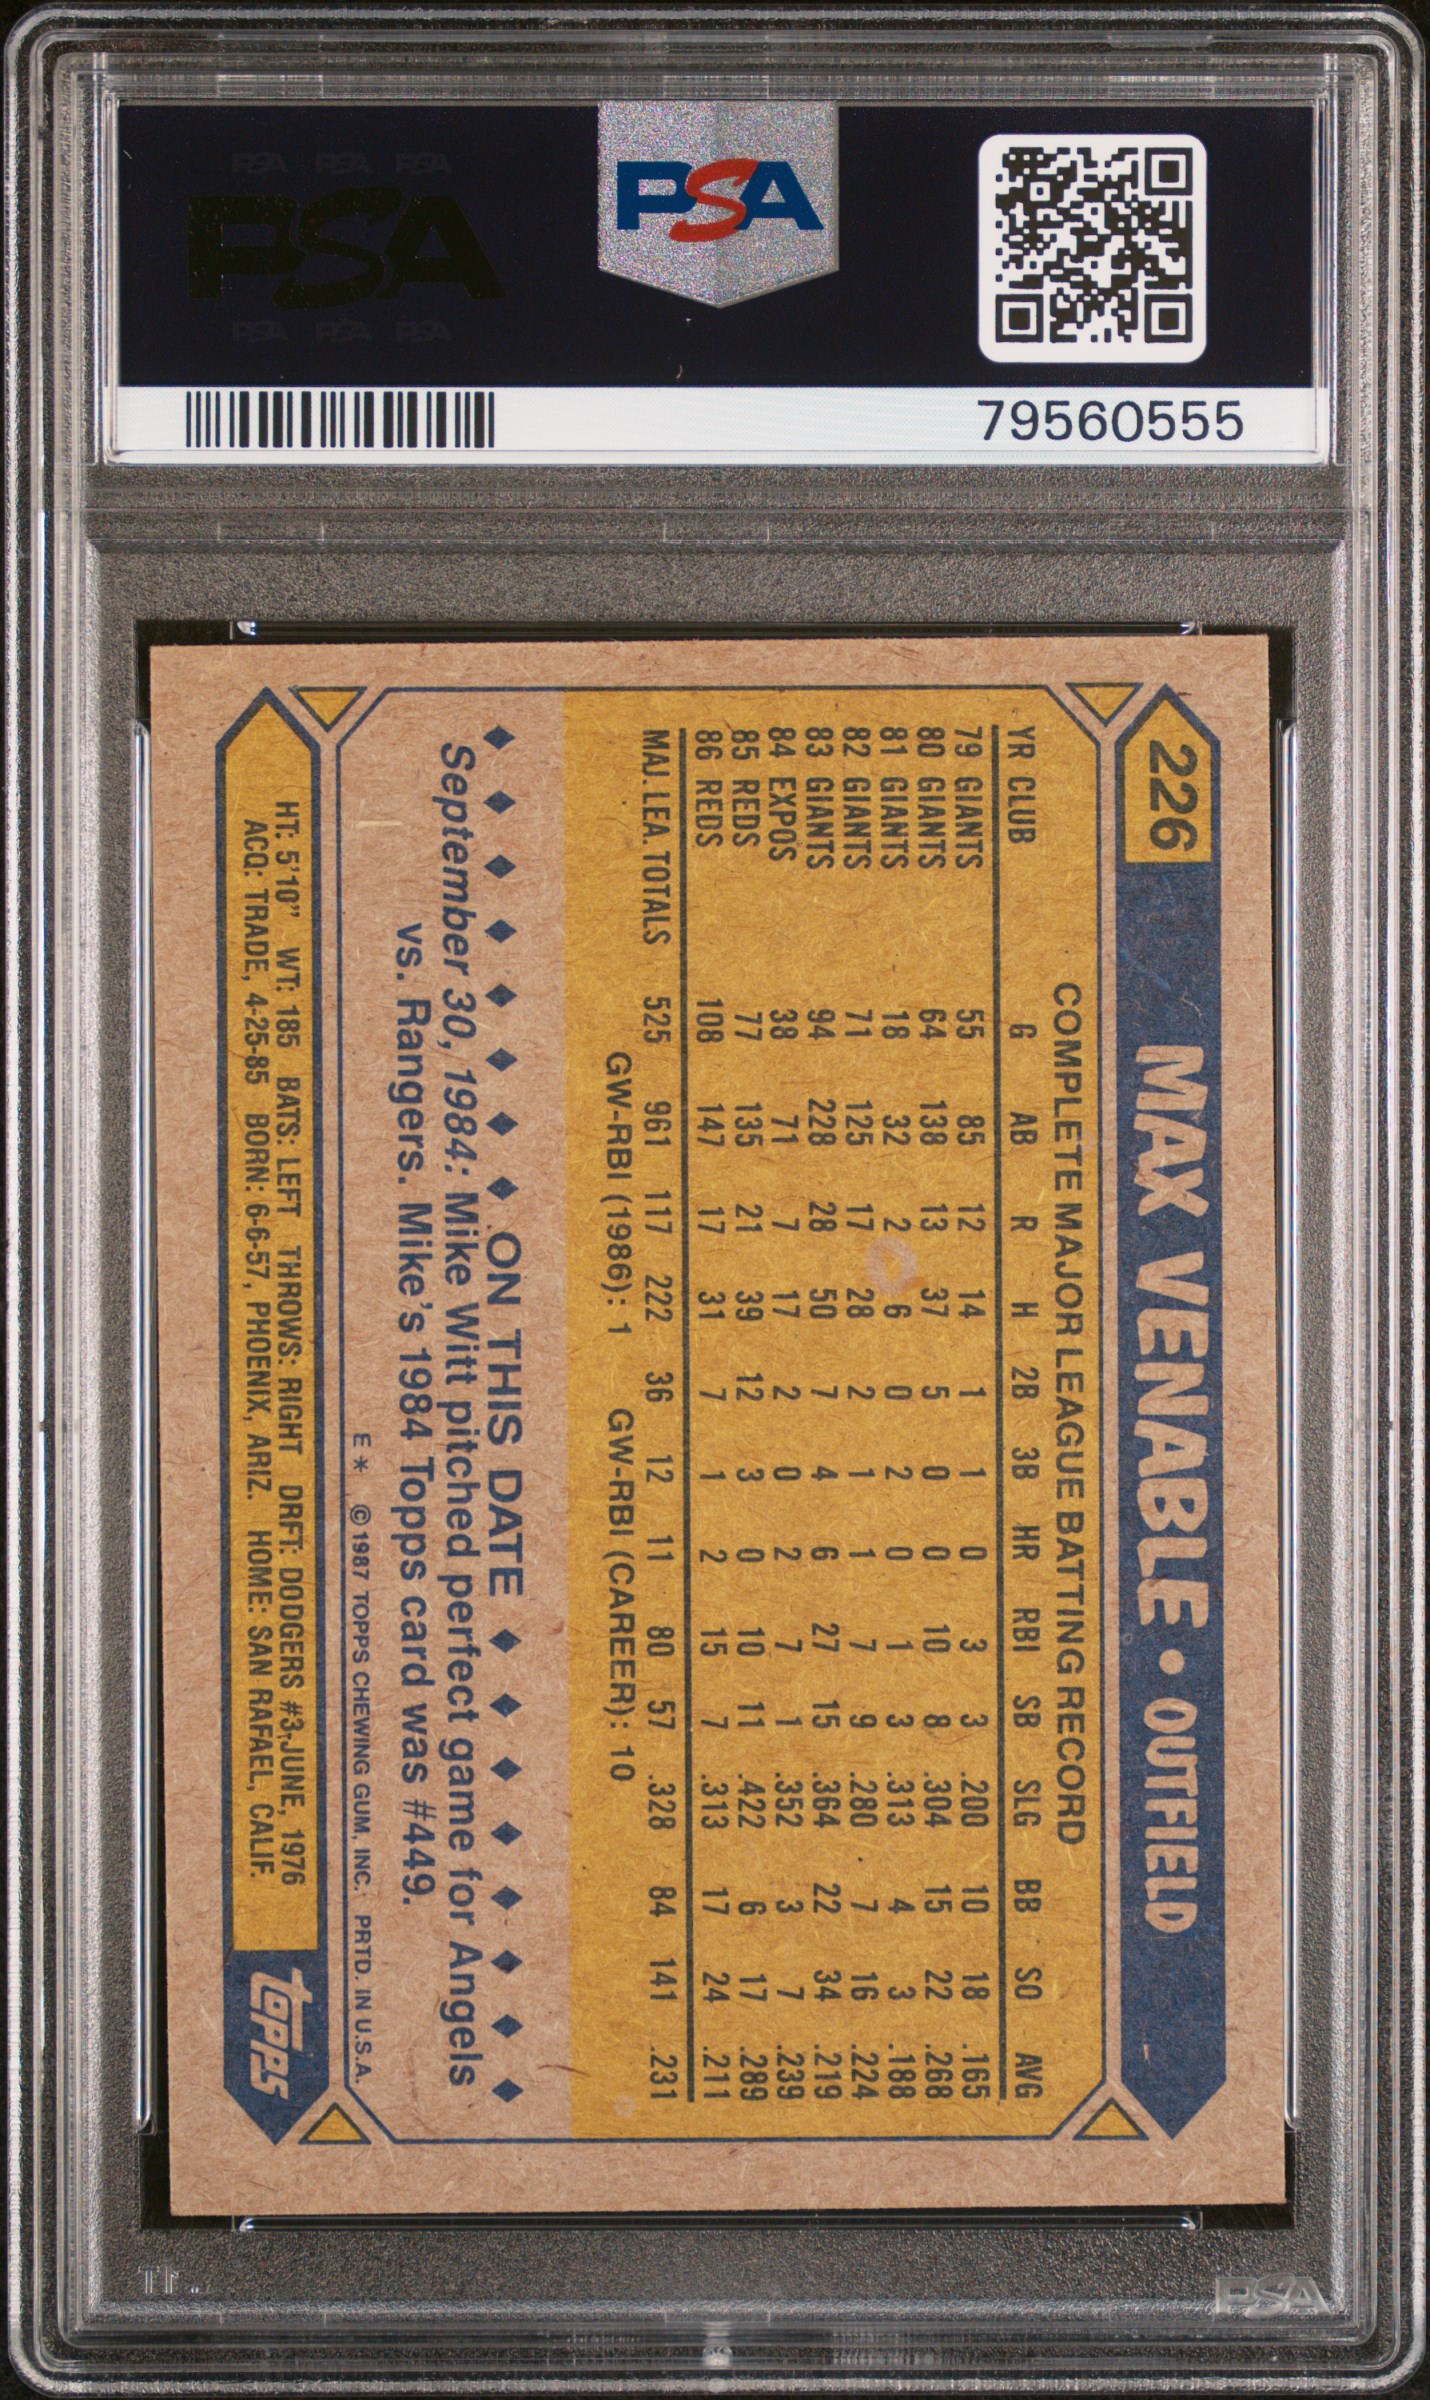 PSA PSA PSA
PSA
PSA PSA PSA
PSA
79560555
226 MAX VENABLE • OUTFIELD
COMPLETE MAJOR LEAGUE BATTING RECORD
YR CLUB G AB R H 2B 3B HR RBI SB SLG BB SO AVG
79 GIANTS 55 85 12 14 1 1 0 3 3 .200 10 18 .165
80 GIANTS 64 138 13 37 5 0 0 10 8 .304 15 22 .268
81 GIANTS 18 32 2 6 0 2 0 1 3 .313 4 3 .188
82 GIANTS 71 125 17 28 2 1 1 7 9 .280 7 16 .224
83 GIANTS 94 228 28 50 7 4 6 27 15 .364 22 34 .219
84 EXPOS 38 71 7 17 2 0 2 7 1 .352 3 7 .239
85 REDS 77 135 21 39 12 3 0 10 11 .422 6 17 .289
86 REDS 108 147 17 31 7 1 2 15 7 .313 17 24 .211
MAJ. LEA. TOTALS 525 961 117 222 36 12 11 80 57 .328 84 141 .231
GW-RBI (1986): 1 GW-RBI (CAREER): 10
ON THIS DATE
September 30, 1984: Mike Witt pitched perfect game for Angels
vs. Rangers. Mike's 1984 Topps card was #449.
E * © 1987 TOPPS CHEWING GUM, INC. PRTD. IN U.S.A.
HT: 5'10" WT: 185 BATS: LEFT THROWS: RIGHT DRFT: DODGERS #3-JUNE, 1976
ACQ: TRADE, 4-25-85 BORN: 6-6-57, PHOENIX, ARIZ. HOME: SAN RAFAEL, CALIF.
topps
PSA